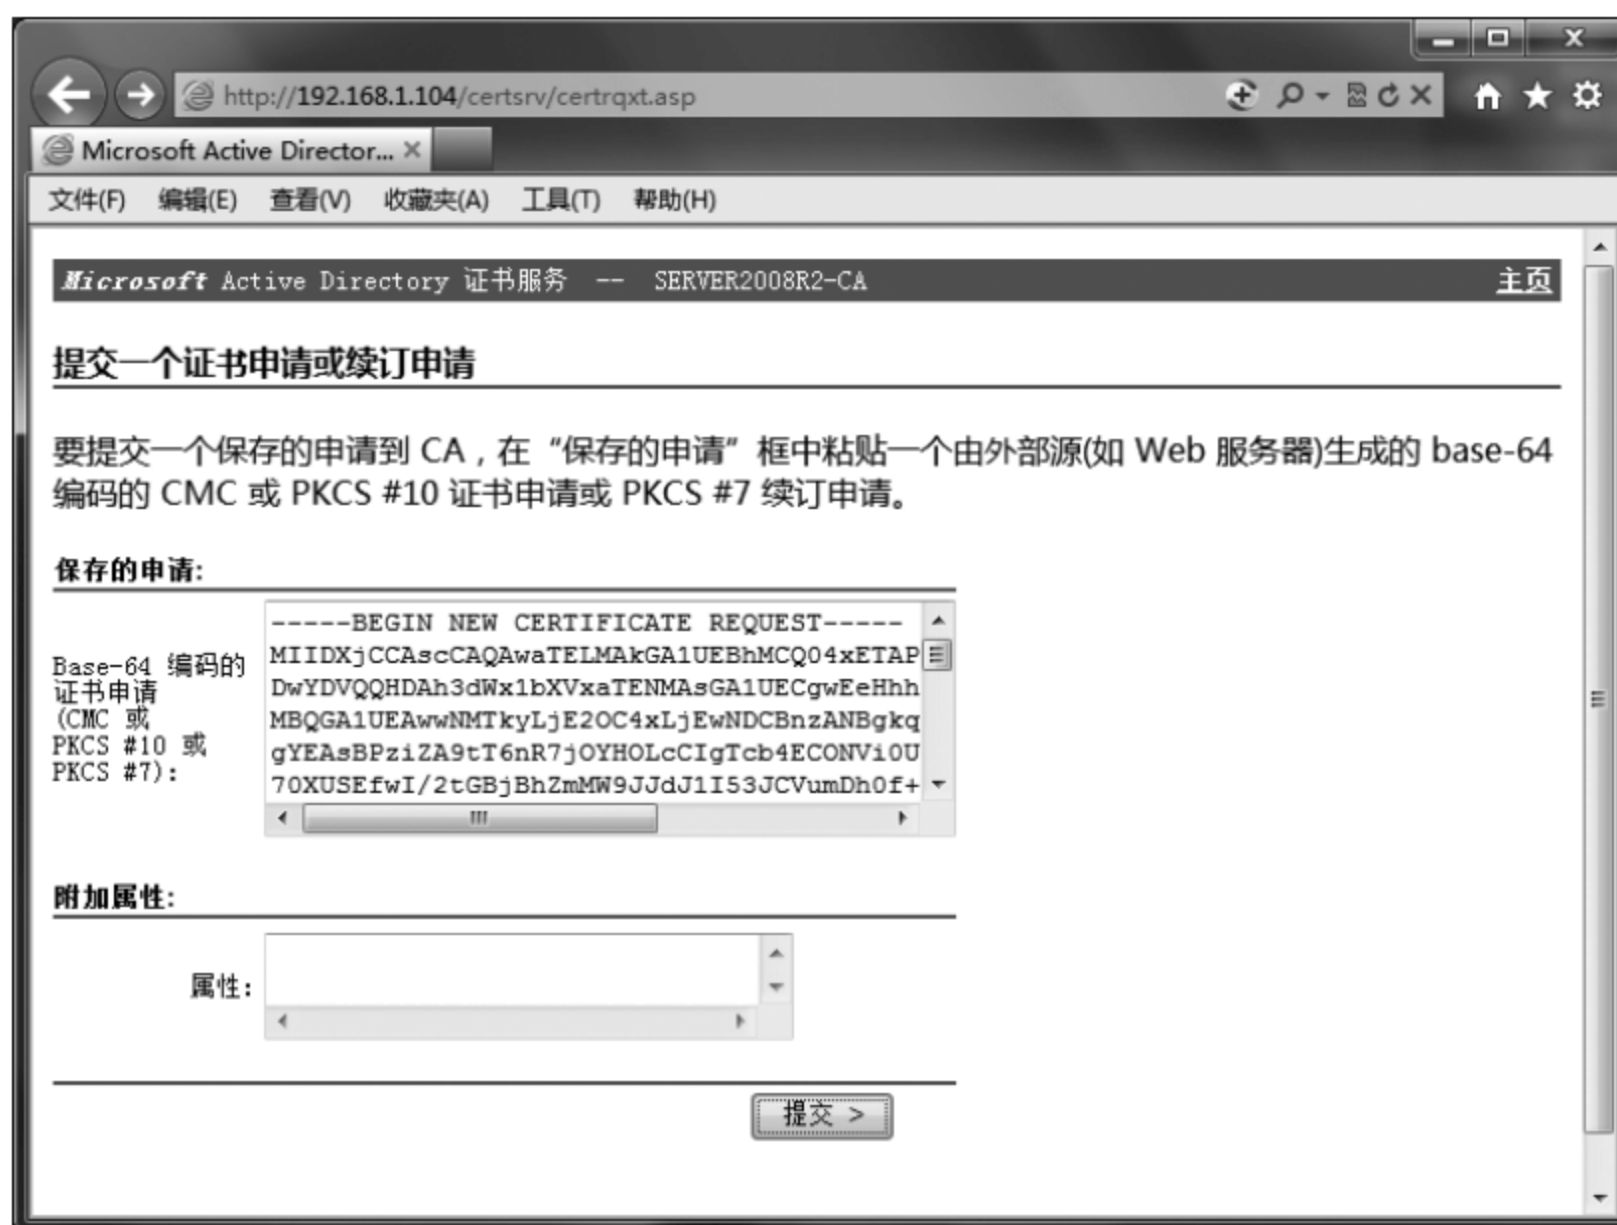 http://192.168.1.104/certsrv/certrqxt.asp
Microsoft Active Director...
文件(F) 编辑(E) 查看(V) 收藏夹(A) 工具(T) 帮助(H)
Microsoft Active Directory 证书服务 -- SERVER2008R2-CA 主页
提交一个证书申请或续订申请
要提交一个保存的申请到 CA，在“保存的申请”框中粘贴一个由外部源(如 Web 服务器)生成的 base-64
编码的 CMC 或 PKCS #10 证书申请或 PKCS #7 续订申请。
保存的申请:
Base-64 编码的
证书申请
(CMC 或
PKCS #10 或
PKCS #7):
-----BEGIN NEW CERTIFICATE REQUEST-----
MIIDXjCCAscCAQAwaTELMAkGA1UEBhMCQ04xETAP
DwYDVQQHDAh3dWx1bXVxaTENMAsGA1UECgwEeHhh
MBQGA1UEAwwNMTkyLjE2OC4xLjEwNDCBnzANBgkq
gYEAsBPziZA9tT6nR7jOYHOLcCIgTcb4ECONVi0U
70XUSEfwI/2tGBjBhZmMW9JJdJ1I53JCVumDh0f+
附加属性:
属性:
提交 >